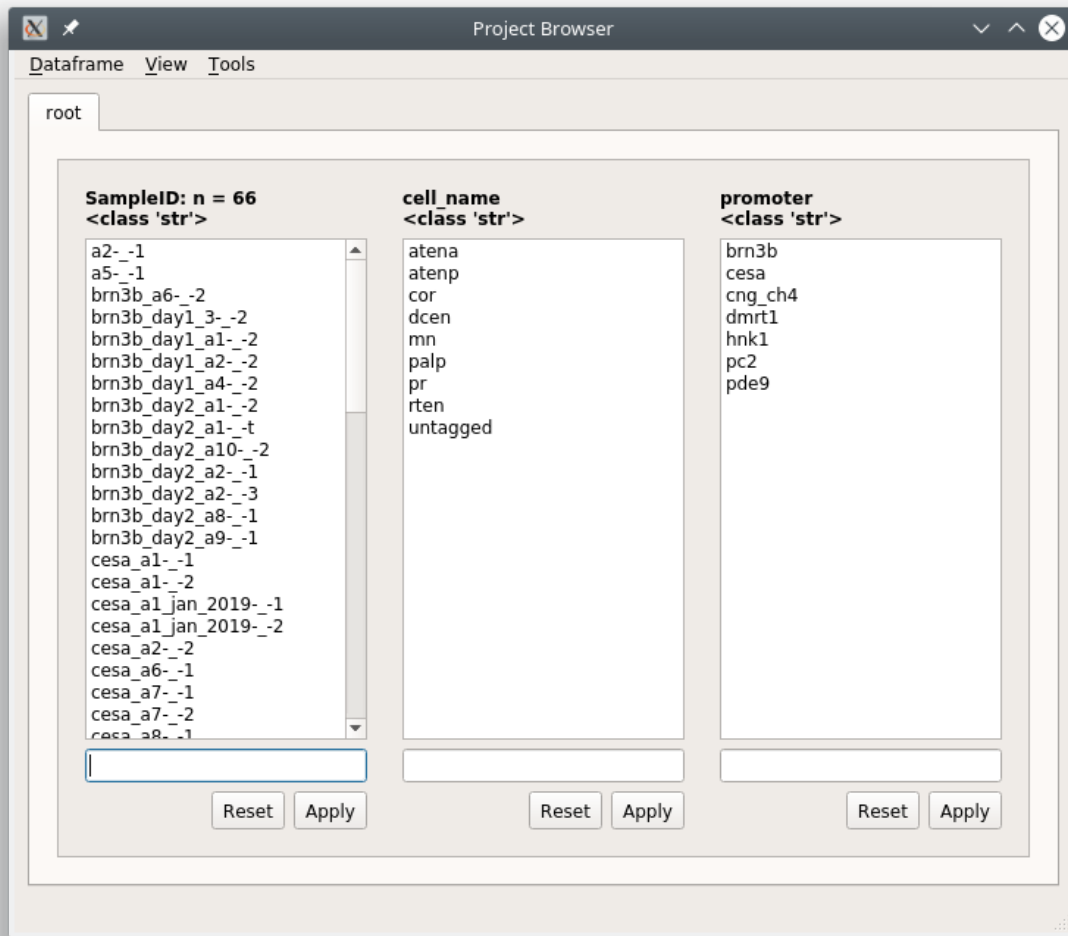 Project Browser
Dataframe View Tools
root
SampleID: n = 66
<class 'str'>
a2-_-1
a5-_-1
brn3b_a6-_-2
brn3b_day1_3-_-2
brn3b_day1_a1-_-2
brn3b_day1_a2-_-2
brn3b_day1_a4-_-2
brn3b_day2_a1-_-2
brn3b_day2_a1-_-t
brn3b_day2_a10-_-2
brn3b_day2_a2-_-1
brn3b_day2_a2-_-3
brn3b_day2_a8-_-1
brn3b_day2_a9-_-1
cesa_a1-_-1
cesa_a1-_-2
cesa_a1_jan_2019-_-1
cesa_a1_jan_2019-_-2
cesa_a2-_-2
cesa_a6-_-1
cesa_a7-_-1
cesa_a7-_-2
cesa_a8-_-1
Reset Apply
cell_name
<class 'str'>
atena
atenp
cor
dcen
mn
palp
pr
rten
untagged
Reset Apply
promoter
<class 'str'>
brn3b
cesa
cng_ch4
dmrt1
hnk1
pc2
pde9
Reset Apply